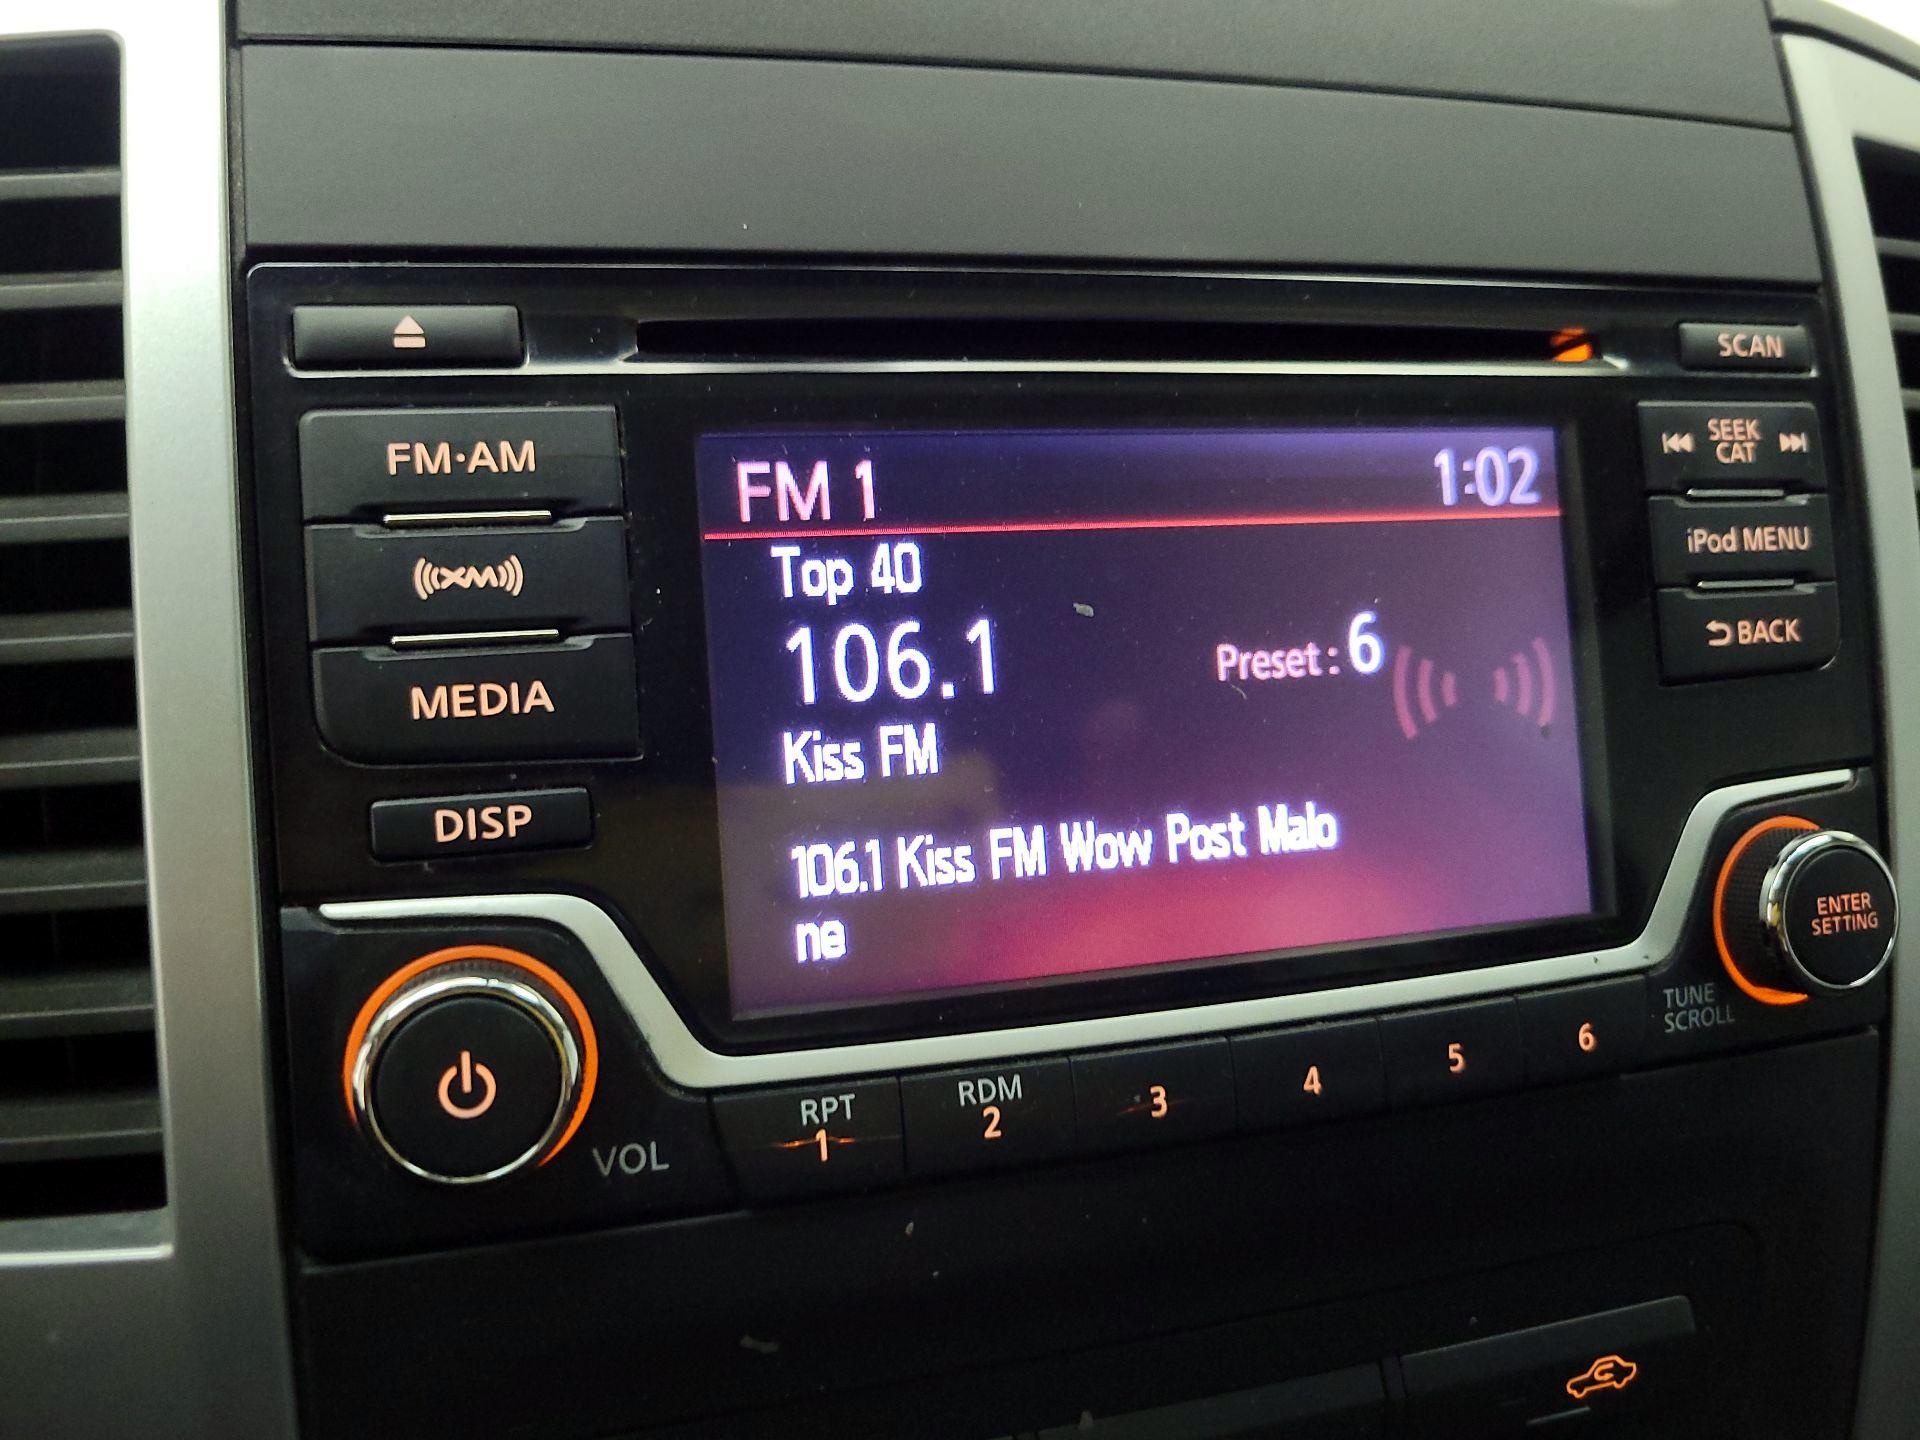 SCAN
FM·AM
SEEK
CAT
XM
iPod MENU
MEDIA
BACK
DISP
FM 1
1:02
Top 40
106.1
Preset: 6
Kiss FM
106.1 Kiss FM Wow Post Malo
ne
ENTER
SETTING
TUNE
SCROLL
VOL
RPT
1
RDM
2
3
4
5
6